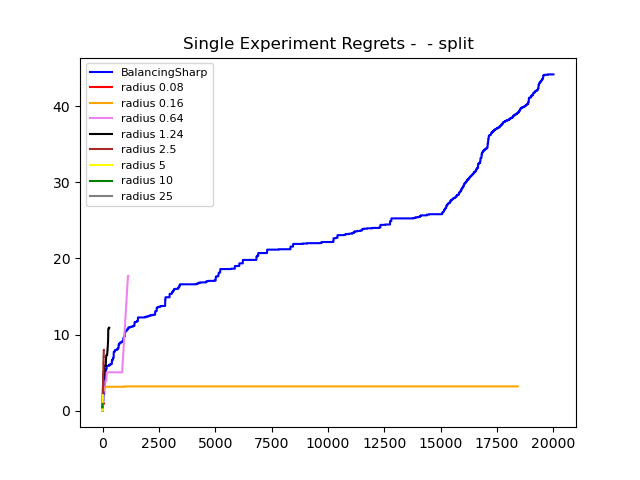 Single Experiment Regrets -  - split
BalancingSharp
radius 0.08
radius 0.16
radius 0.64
radius 1.24
radius 2.5
radius 5
radius 10
radius 25
40
30
20
10
0
0 2500 5000 7500 10000 12500 15000 17500 20000